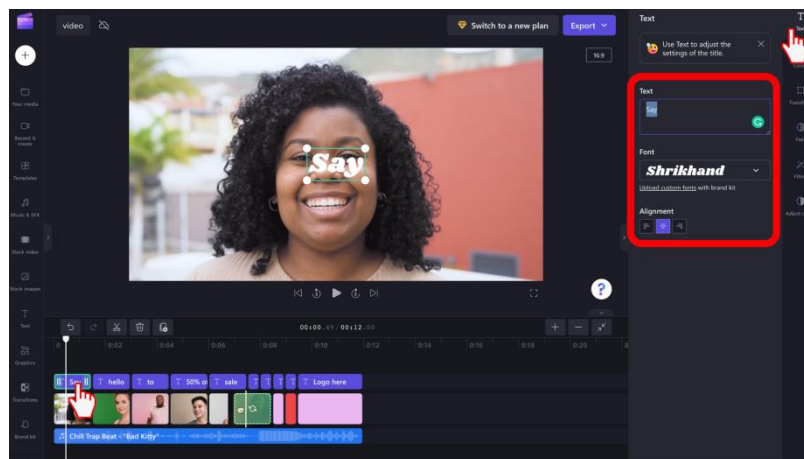 video
Switch to a new plan
Export
16:9
Text
Use Text to adjust the
settings of the title.
Text
Say
Font
Shrikhand
Upload custom fonts with brand kit
Alignment
Your media
Record &
create
Templates
Music & SFX
Stock video
Stock images
Text
Graphics
Transitions
Brand kit
Say
?
00:00.49 / 00:12.00
0
0:02
0:04
0:06
0:08
0:10
0:12
0:14
0:16
0:18
0:20
Say
T hello
T to
T 50% o
T sale
T
T
T
T
T Logo here
Chill Trap Beat - "Bad Kitty"